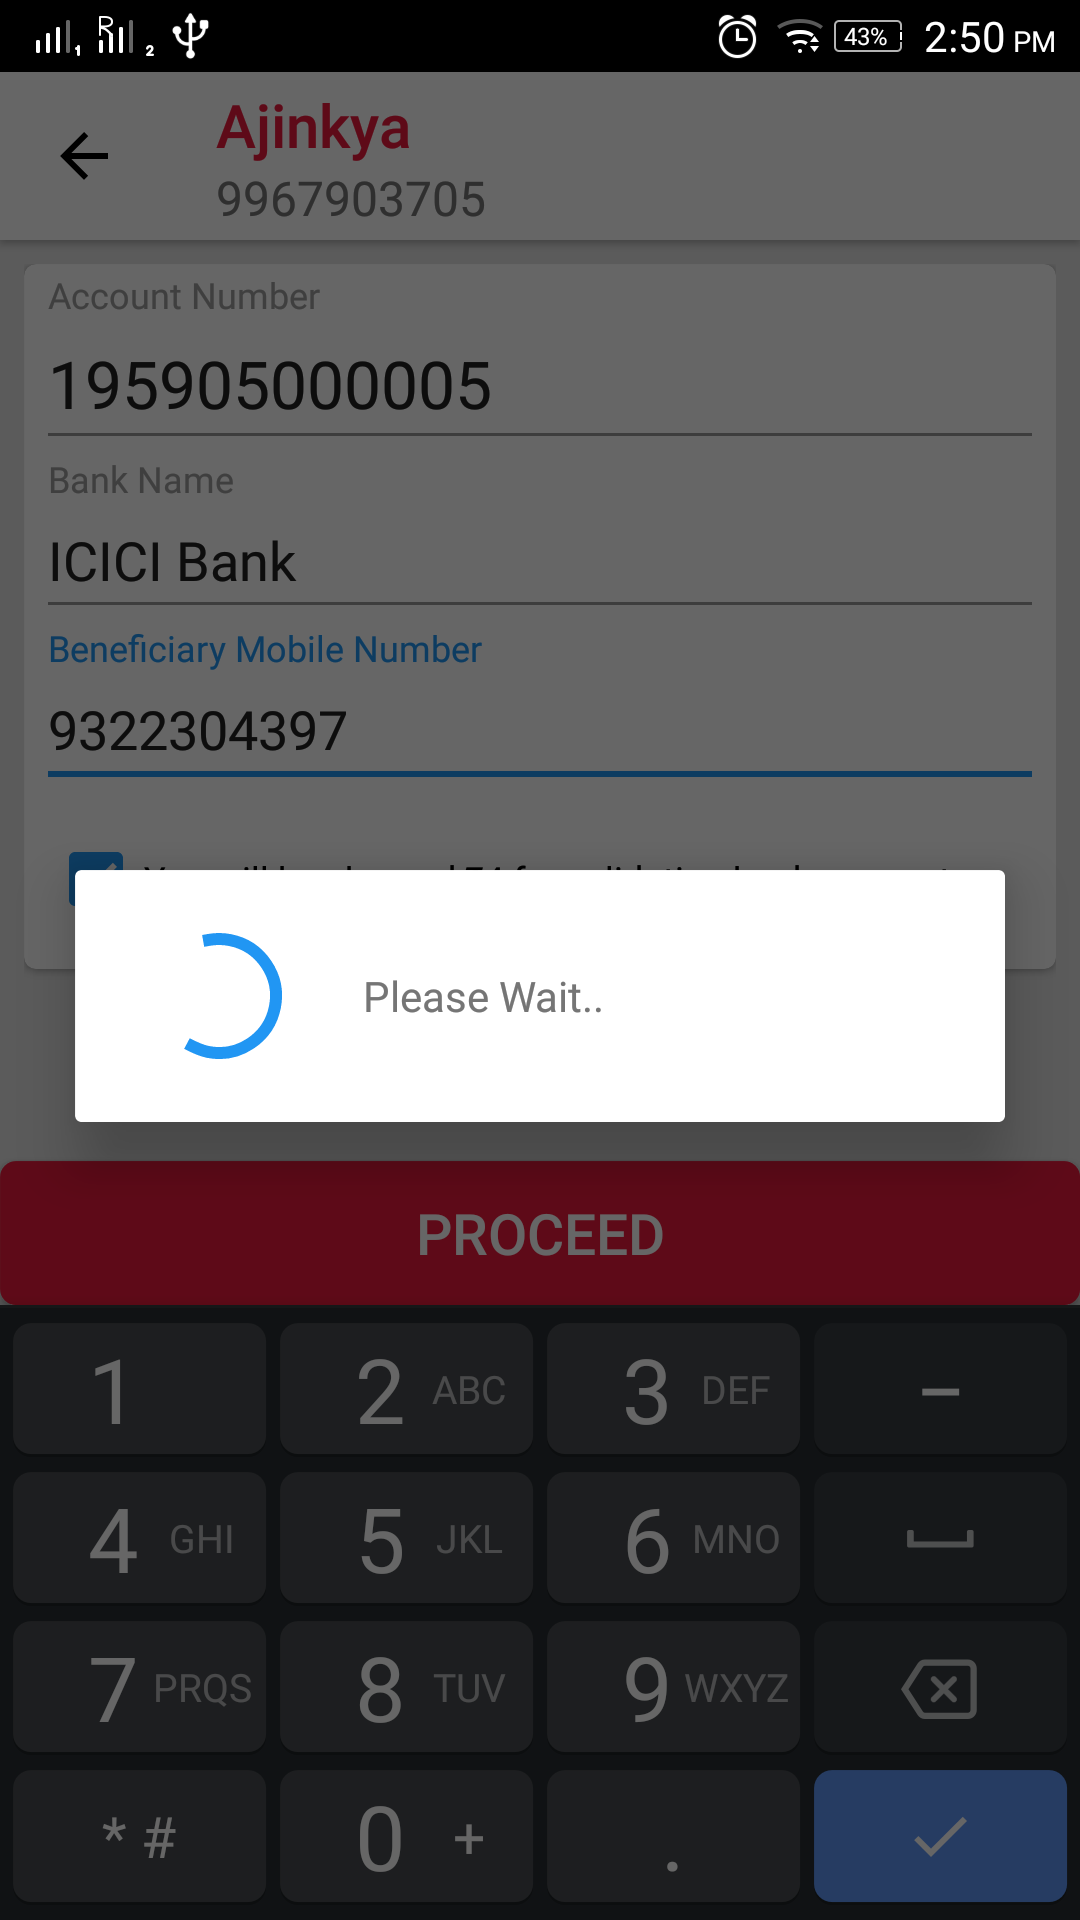 1 R 2 43% 2:50 PM
Ajinkya
9967903705
Account Number
195905000005
Bank Name
ICICI Bank
Beneficiary Mobile Number
9322304397
Please Wait..
PROCEED
1 2 ABC 3 DEF –
4 GHI 5 JKL 6 MNO
7 PRQS 8 TUV 9 WXYZ
* # 0 + .